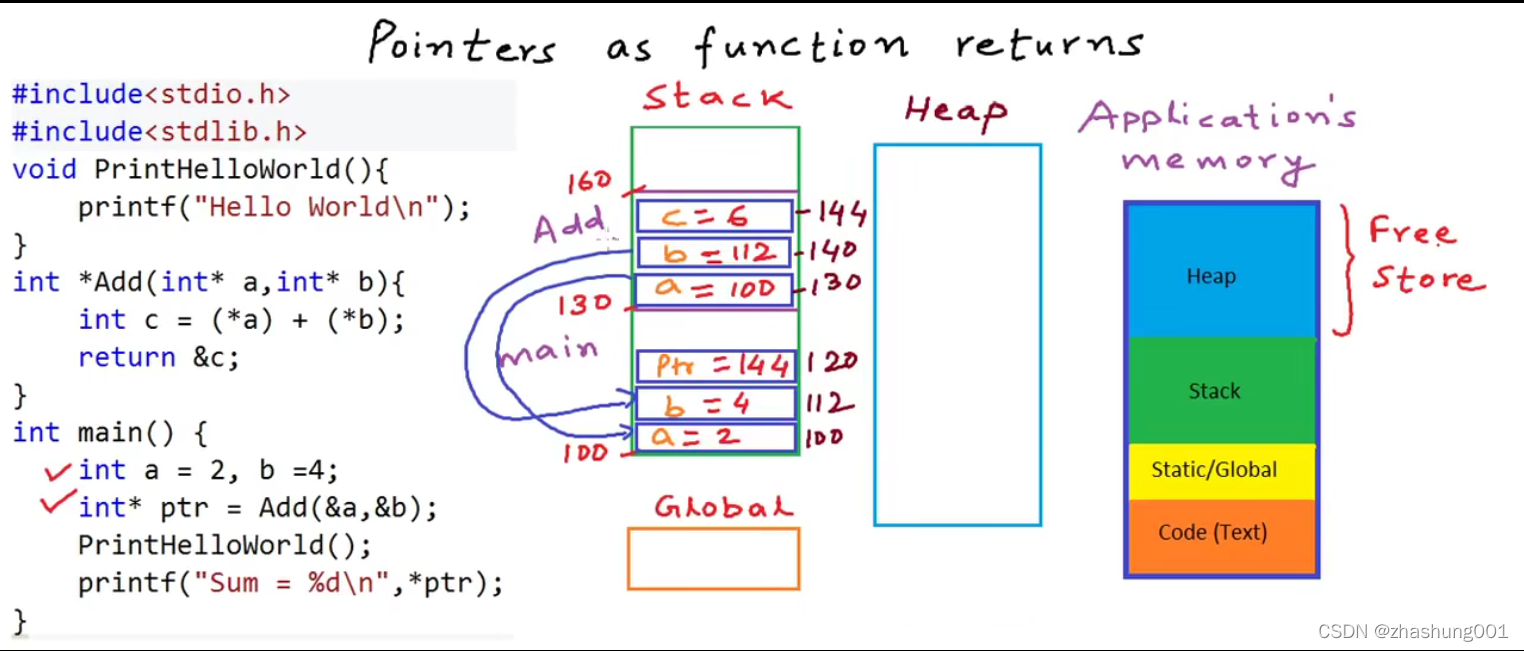 Pointers as function returns
#include<stdio.h>
#include<stdlib.h>
void PrintHelloWorld(){
    printf("Hello World\n");
}
int *Add(int* a,int* b){
    int c = (*a) + (*b);
    return &c;
}
int main() {
    int a = 2, b =4;
    int* ptr = Add(&a,&b);
    PrintHelloWorld();
    printf("Sum = %d\n",*ptr);
}
Stack
160
Add
c = 6 144
b = 112 140
a = 100 130
130
main
Ptr = 144 120
b = 4 112
a = 2 100
100
Global
Heap
Application's
memory
Heap
Stack
Static/Global
Code (Text)
Free
Store
CSDN @zhashung001